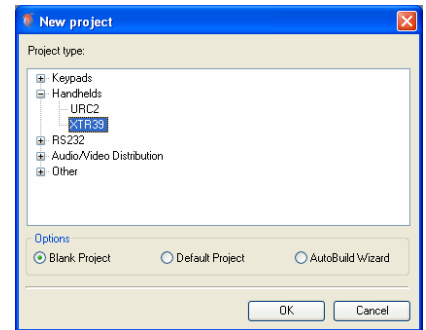 New project
Project type:
Keypads
Handhelds
URC2
XTR39
RS232
Audio/Video Distribution
Other
Options
Blank Project Default Project AutoBuild Wizard
OK Cancel